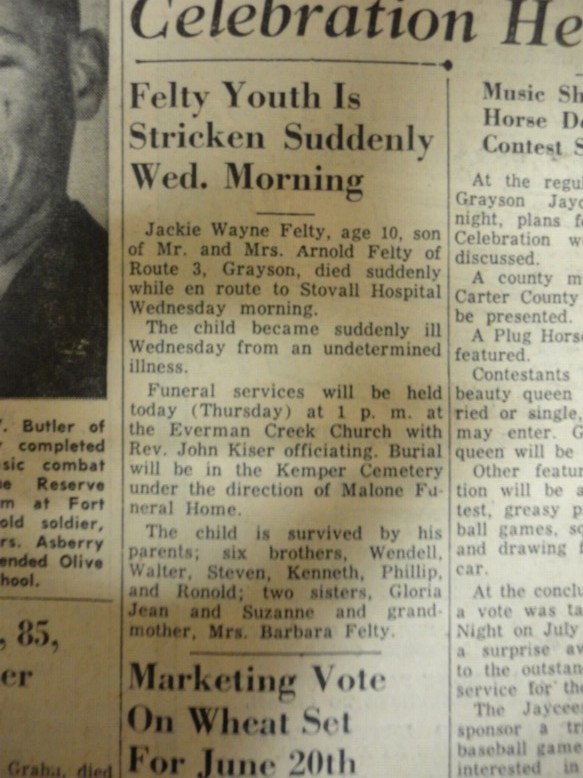 Celebration He
Felty Youth Is
Stricken Suddenly
Wed. Morning
Jackie Wayne Felty, age 10, son
of Mr. and Mrs. Arnold Felty of
Route 3, Grayson, died suddenly
while en route to Stovall Hospital
Wednesday morning.
The child became suddenly ill
Wednesday from an undetermined
illness.
Funeral services will be held
today (Thursday) at 1 p. m. at
the Everman Creek Church with
Rev. John Kiser officiating. Burial
will be in the Kemper Cemetery
under the direction of Malone Fu-
neral Home.
The child is survived by his
parents; six brothers, Wendell,
Walter, Steven, Kenneth, Phillip,
and Ronold; two sisters, Gloria
Jean and Suzanne and grand-
mother, Mrs. Barbara Felty.
Marketing Vote
On Wheat Set
For June 20th
Butler of
completed
sic combat
Reserve
m at Fort
old soldier,
rs. Asberry
ended Olive
hool.
, 85,
er
Graha, died
Music Sh
Horse D
Contest S
At the regu
Grayson Jayc
night, plans f
Celebration w
discussed.
A county m
Carter County
be presented.
A Plug Hors
featured.
Contestants
beauty queen
ried or single,
may enter. G
queen will be
Other featur
tion will be a
test, greasy p
ball games, s
and drawing f
car.
At the conclu
a vote was ta
Night on July
a surprise aw
to the outstan
service for the
The Jaycee
sponsor a tr
baseball game
interested in